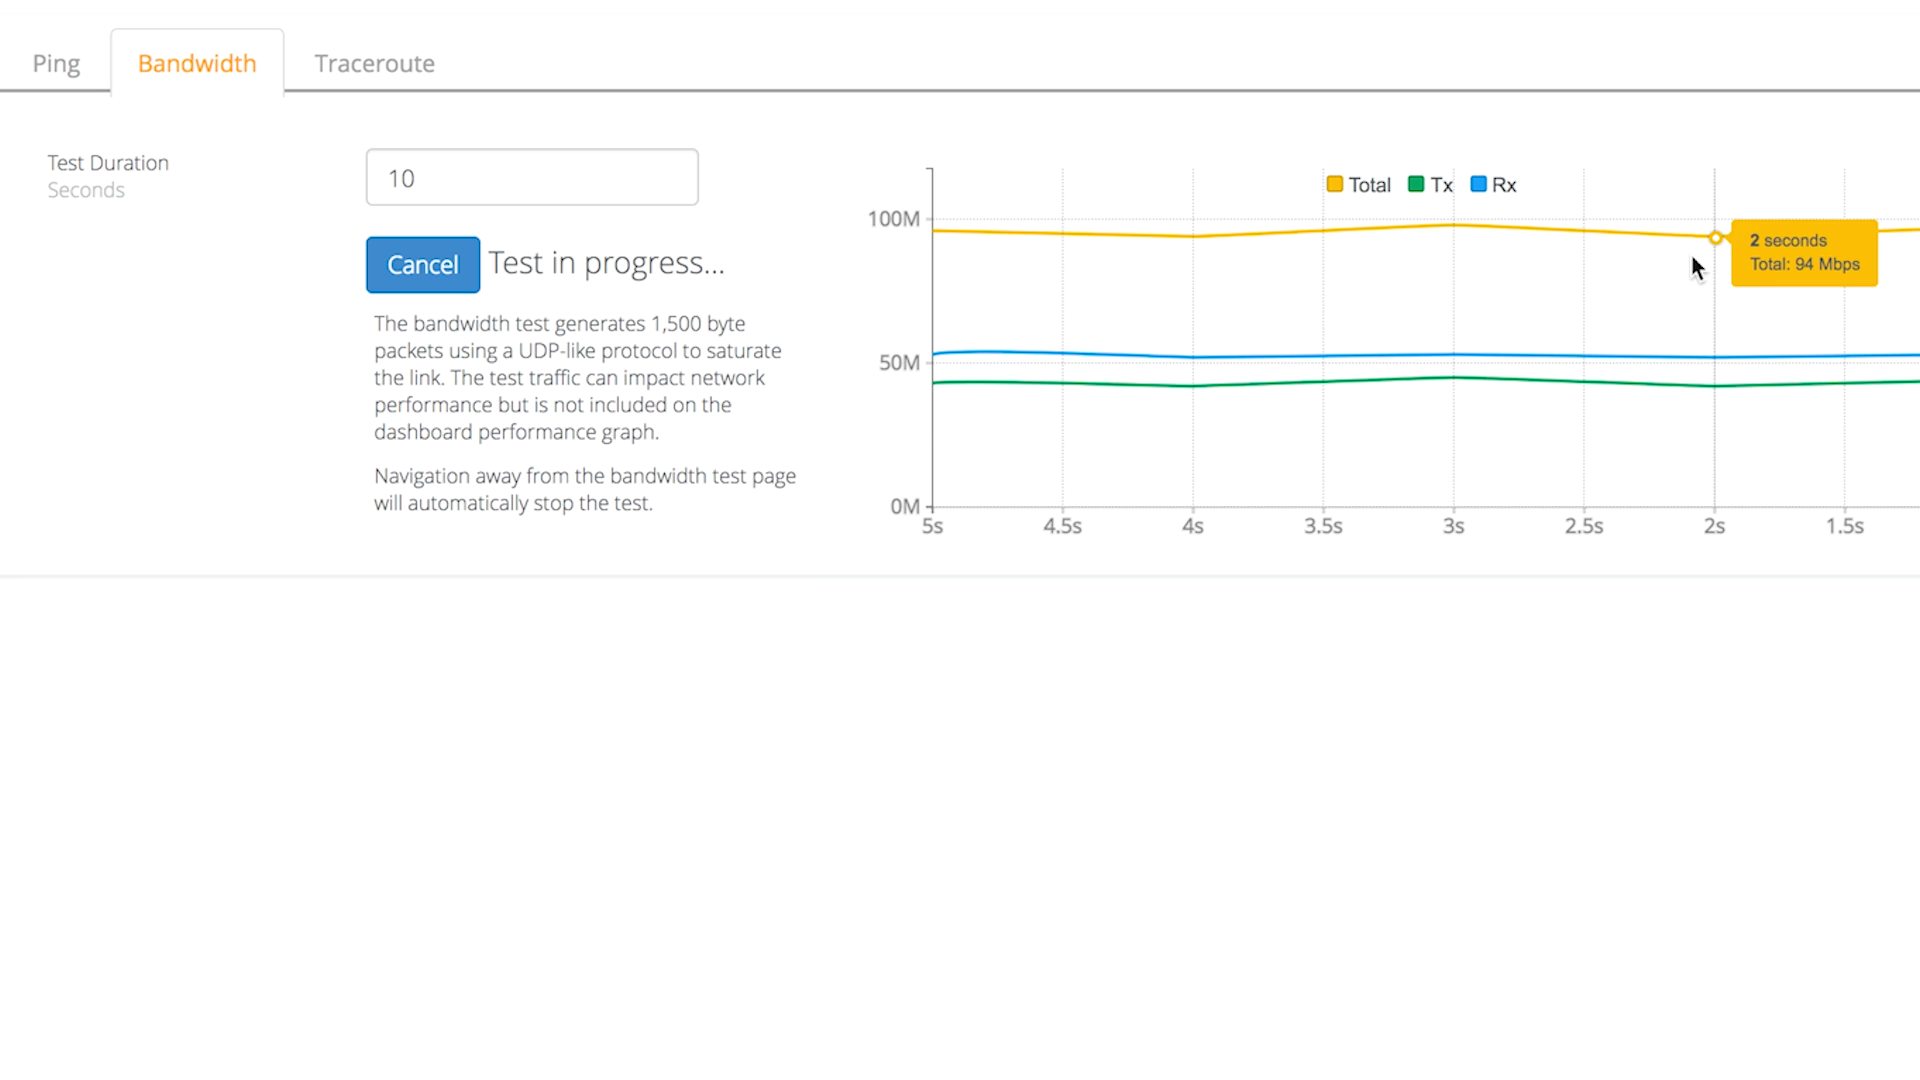 Ping
Bandwidth
Traceroute
Test Duration
Seconds
10
Cancel
Test in progress...
The bandwidth test generates 1,500 byte
packets using a UDP-like protocol to saturate
the link. The test traffic can impact network
performance but is not included on the
dashboard performance graph.
Navigation away from the bandwidth test page
will automatically stop the test.
Total
Tx
Rx
100M
50M
0M
2 seconds
Total: 94 Mbps
5s
4.5s
4s
3.5s
3s
2.5s
2s
1.5s